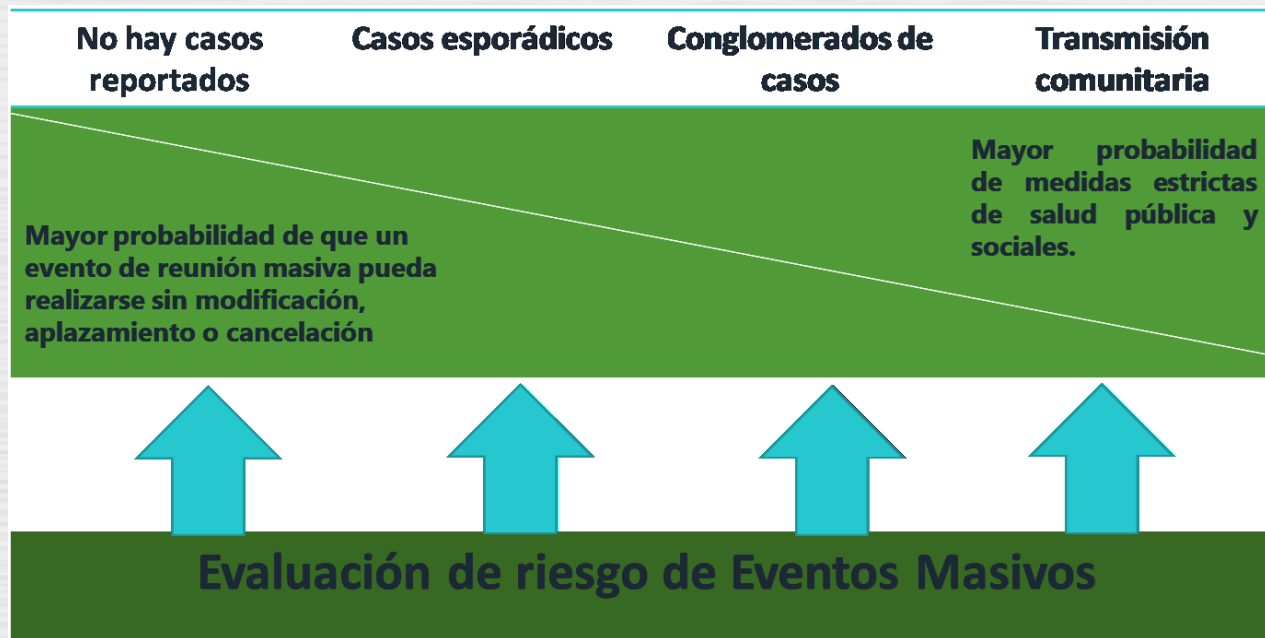 No hay casos
reportados
Casos esporádicos
Conglomerados de
casos
Transmisión
comunitaria
Mayor probabilidad
de medidas estrictas
de salud pública y
sociales.
Mayor probabilidad de que un
evento de reunión masiva pueda
realizarse sin modificación,
aplazamiento o cancelación
Evaluación de riesgo de Eventos Masivos